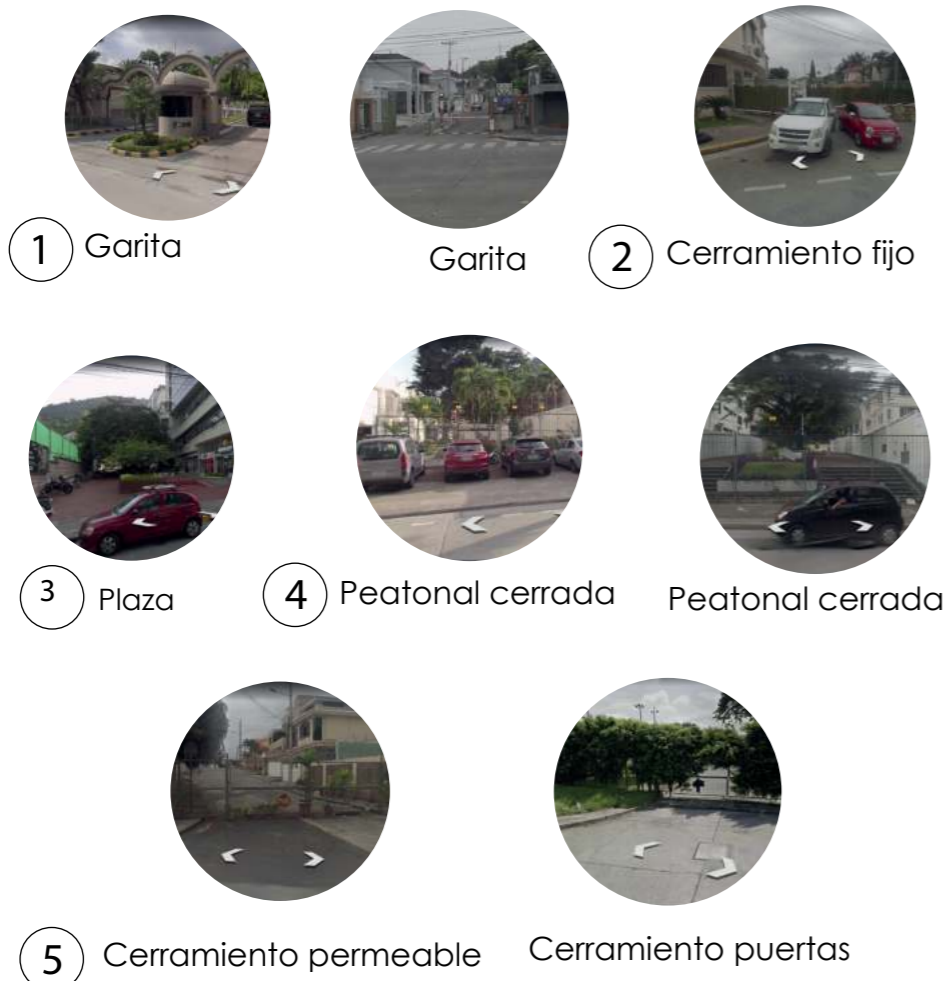 1 Garita
Garita
2 Cerramiento fijo
3 Plaza
4 Peatonal cerrada
Peatonal cerrada
5 Cerramiento permeable
Cerramiento puertas